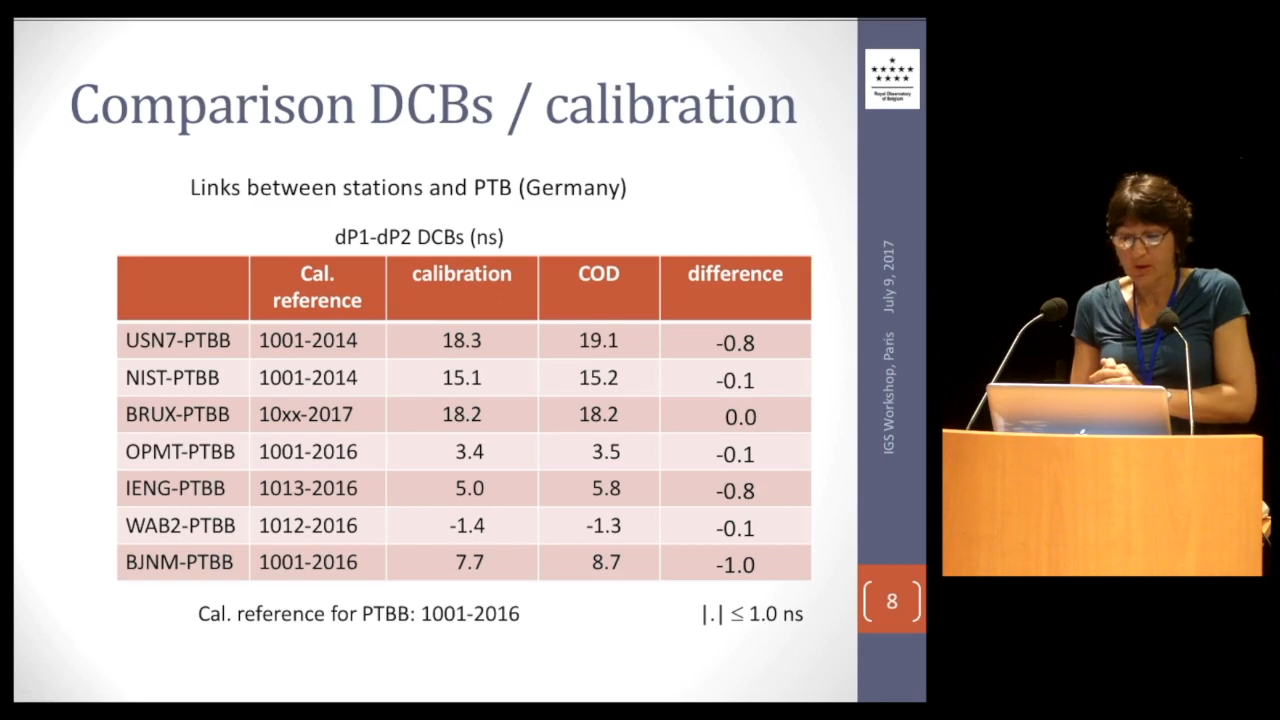 Comparison DCBs / calibration
Links between stations and PTB (Germany)
dP1-dP2 DCBs (ns)
Cal. reference calibration COD difference
USN7-PTBB 1001-2014 18.3 19.1 -0.8
NIST-PTBB 1001-2014 15.1 15.2 -0.1
BRUX-PTBB 10xx-2017 18.2 18.2 0.0
OPMT-PTBB 1001-2016 3.4 3.5 -0.1
IENG-PTBB 1013-2016 5.0 5.8 -0.8
WAB2-PTBB 1012-2016 -1.4 -1.3 -0.1
BJNM-PTBB 1001-2016 7.7 8.7 -1.0
Cal. reference for PTBB: 1001-2016 |.| ≤ 1.0 ns
Royal Observatory
of Belgium
IGS Workshop, Paris July 9, 2017
8